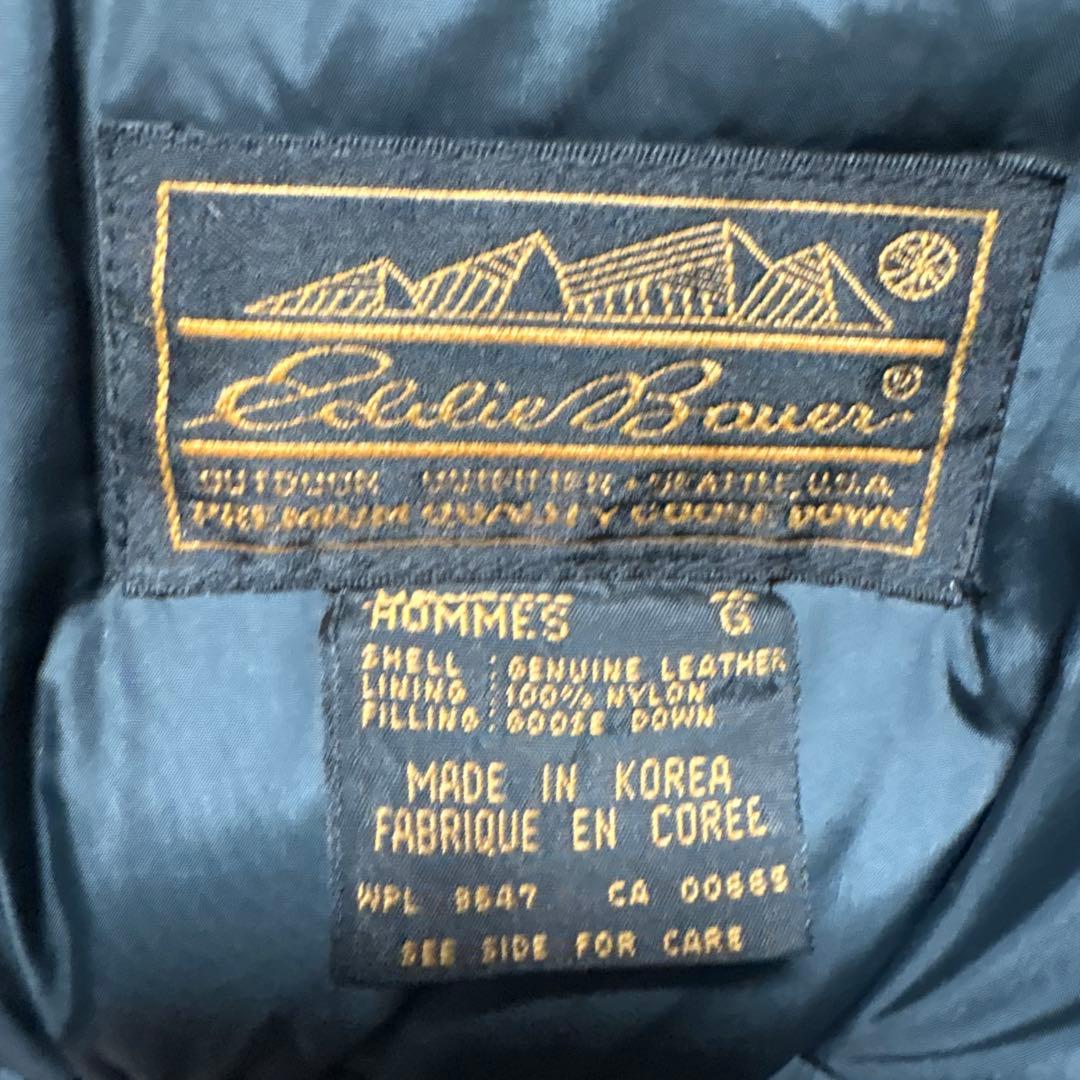 Eddie Bauer®
OUTDOOR OUTFITTER • SEATTLE, U.S.A.
PREMIUM QUALITY GOOSE DOWN
HOMMES G
SHELL : GENUINE LEATHER
LINING : 100% NYLON
FILLING : GOOSE DOWN
MADE IN KOREA
FABRIQUE EN COREE
WPL 9647 CA 00665
SEE SIDE FOR CARE